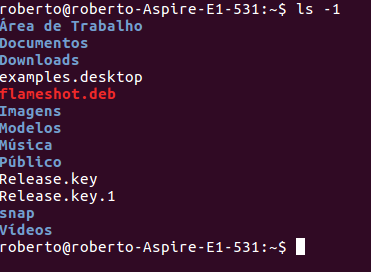 roberto@roberto-Aspire-E1-531:~$ ls -1
Área de Trabalho
Documentos
Downloads
examples.desktop
flameshot.deb
Imagens
Modelos
Música
Público
Release.key
Release.key.1
snap
Vídeos
roberto@roberto-Aspire-E1-531:~$